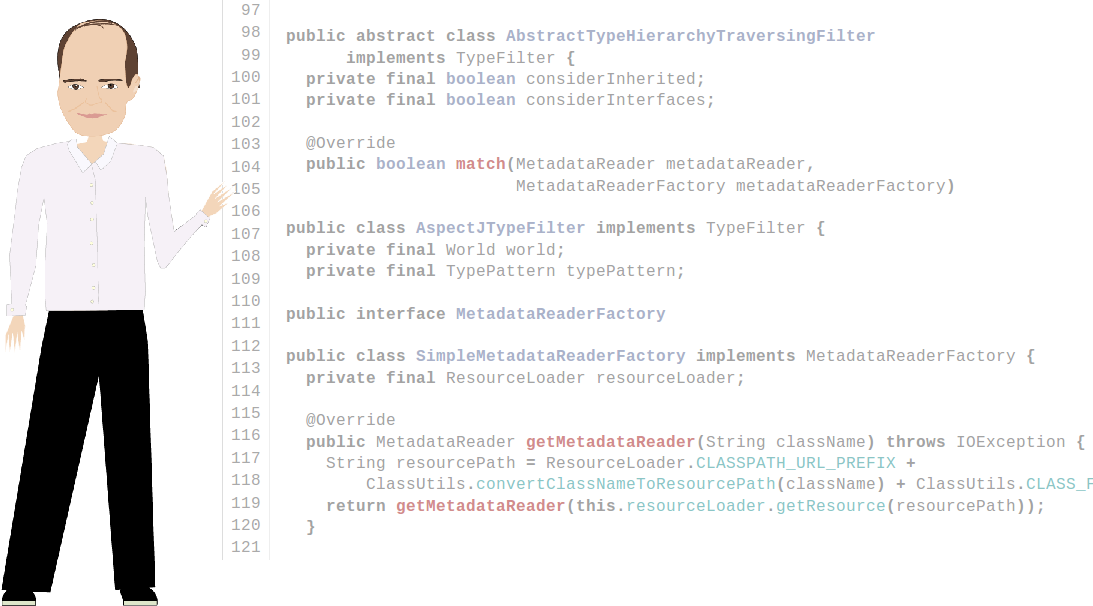 97
98 public abstract class AbstractTypeHierarchyTraversingFilter
99 implements TypeFilter {
100 private final boolean considerInherited;
101 private final boolean considerInterfaces;
102
103 @Override
104 public boolean match(MetadataReader metadataReader,
105 MetadataReaderFactory metadataReaderFactory)
106
107 public class AspectJTypeFilter implements TypeFilter {
108 private final World world;
109 private final TypePattern typePattern;
110
111 public interface MetadataReaderFactory
112
113 public class SimpleMetadataReaderFactory implements MetadataReaderFactory {
114 private final ResourceLoader resourceLoader;
115
116 @Override
117 public MetadataReader getMetadataReader(String className) throws IOException {
118 String resourcePath = ResourceLoader.CLASSPATH_URL_PREFIX +
119 ClassUtils.convertClassNameToResourcePath(className) + ClassUtils.CLASS_F
120 return getMetadataReader(this.resourceLoader.getResource(resourcePath));
121 }